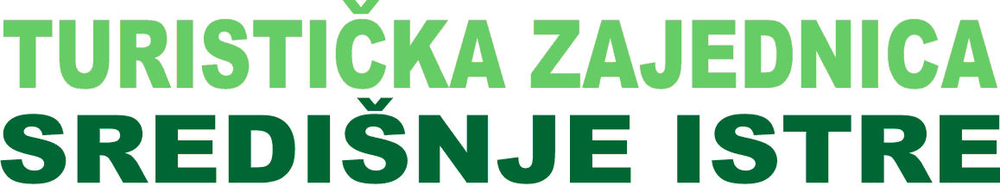 TURISTIČKA ZAJEDNICA
SREDIŠNJE ISTRE